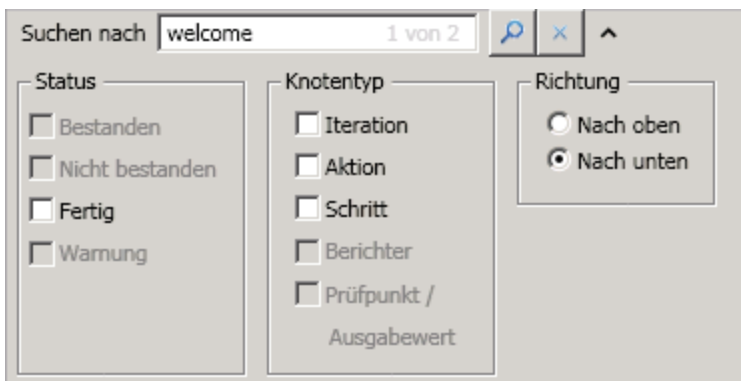 Suchen nach welcome 1 von 2
Status
Bestanden
Nicht bestanden
Fertig
Warnung
Knotentyp
Iteration
Aktion
Schritt
Berichter
Prüfpunkt /
Ausgabewert
Richtung
Nach oben
Nach unten